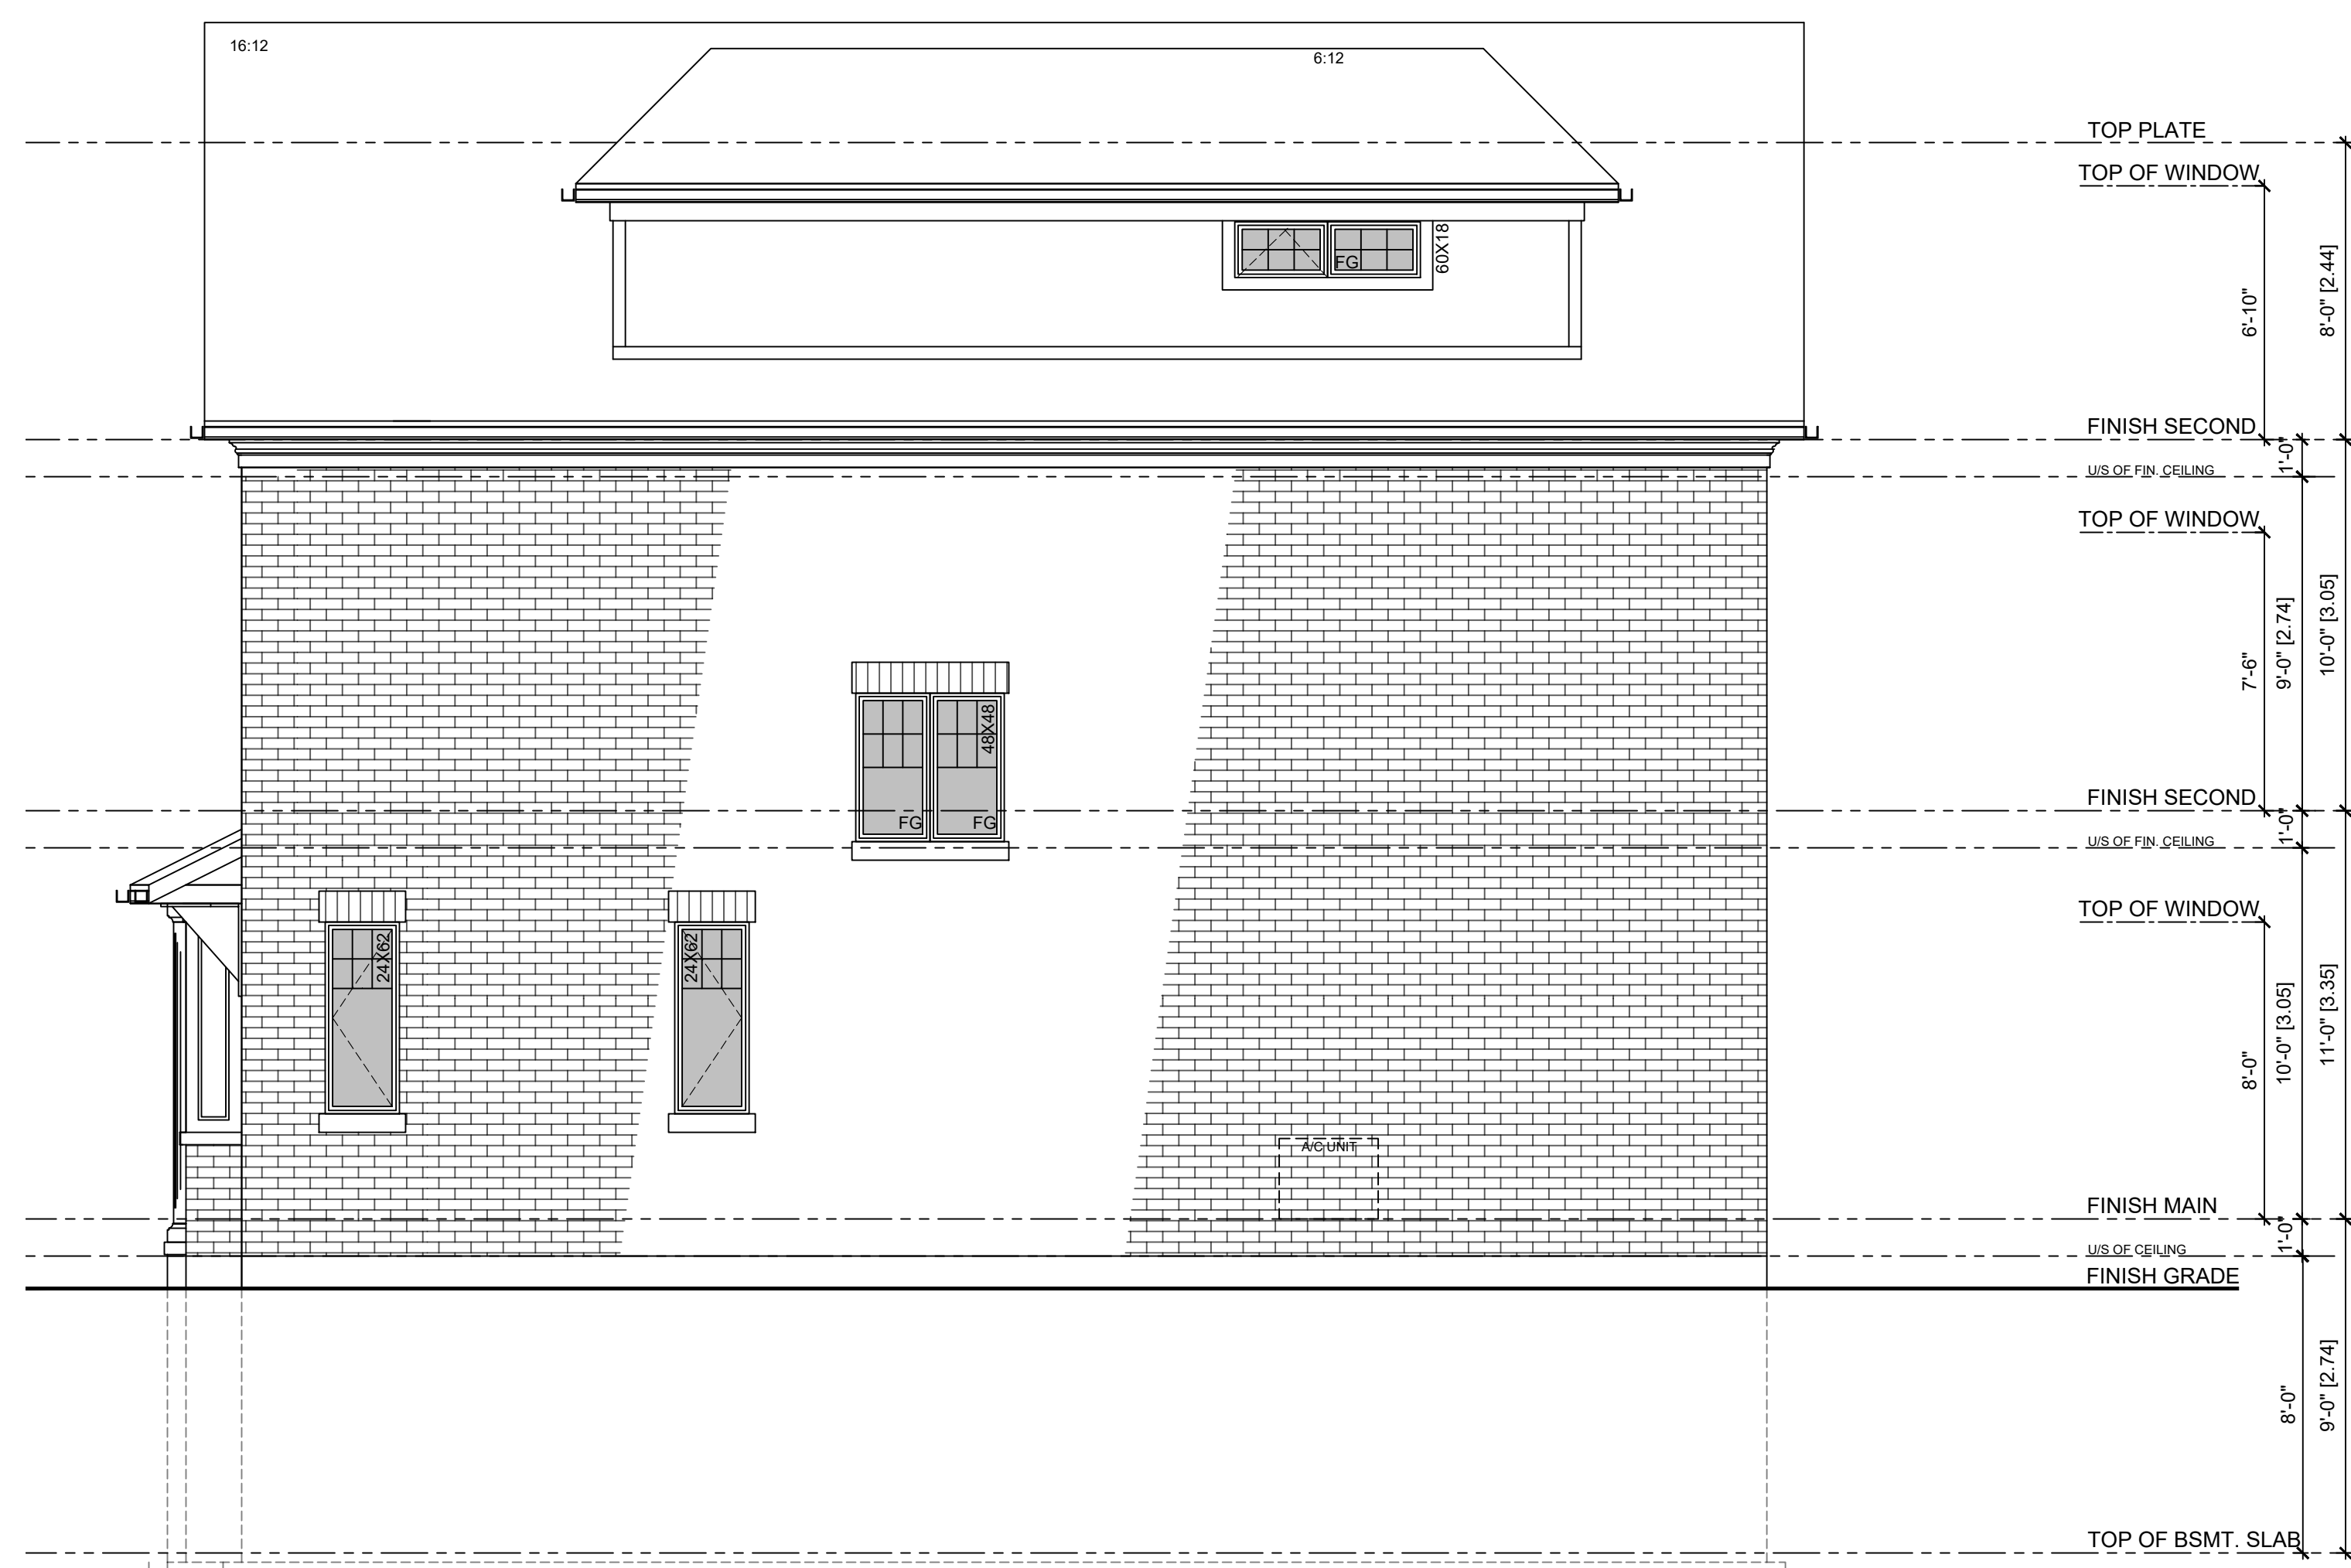 16:12
6:12
TOP PLATE
TOP OF WINDOW
60X18
FG
6'-10"
8'-0" [2.44]
FINISH SECOND
1'-0"
U/S OF FIN. CEILING
TOP OF WINDOW
7'-6"
9'-0" [2.74]
10'-0" [3.05]
48X48
FG
FG
FINISH SECOND
1'-0"
U/S OF FIN. CEILING
TOP OF WINDOW
24X62
24X62
8'-0"
10'-0" [3.05]
11'-0" [3.35]
A/C UNIT
FINISH MAIN
1'-0"
U/S OF CEILING
FINISH GRADE
8'-0"
9'-0" [2.74]
TOP OF BSMT. SLAB